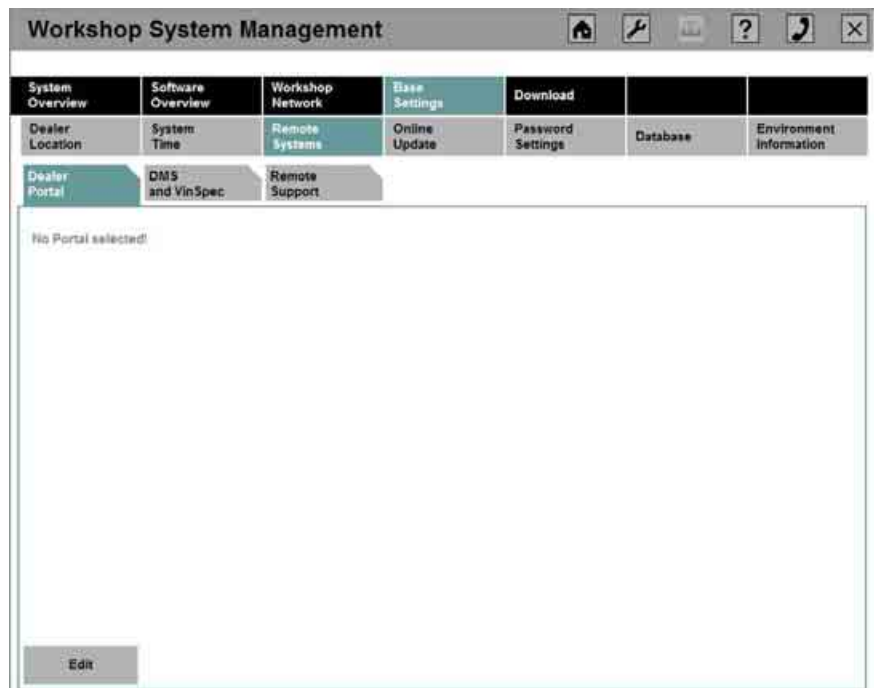 Workshop System Management
?
System Software Workshop Base Download
Overview Overview Network Settings
Dealer System Remote Online Password Database Environment
Location Time Systems Update Settings Information
Dealer DMS Remote
Portal and VinSpec Support
No Portal selected!
Edit